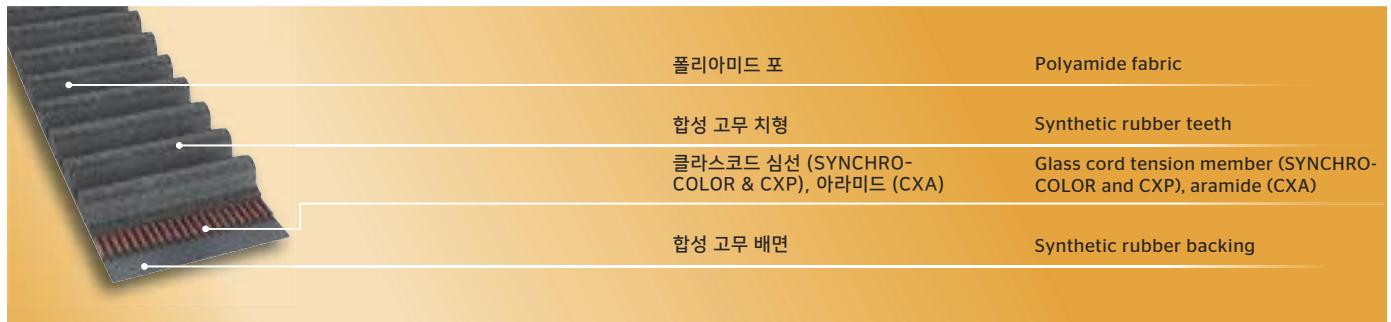 폴리아미드 포
Polyamide fabric
합성 고무 치형
Synthetic rubber teeth
클라스코드 심선 (SYNCHRO-
COLOR & CXP), 아라미드 (CXA)
Glass cord tension member (SYNCHRO-
COLOR and CXP), aramide (CXA)
합성 고무 배면
Synthetic rubber backing